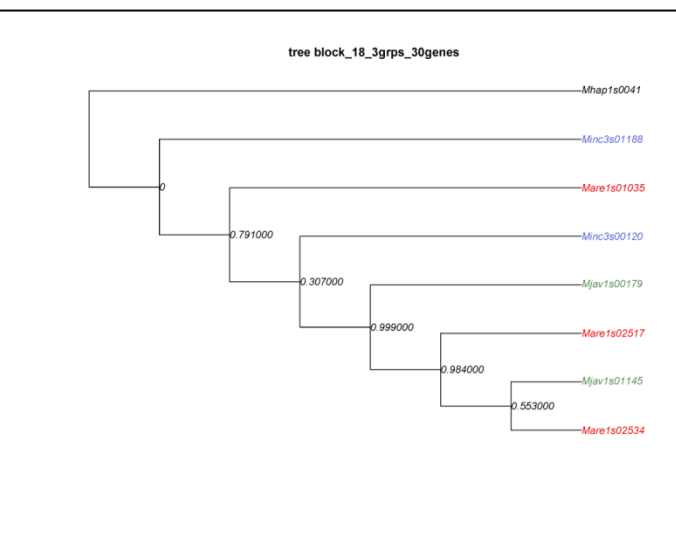 tree block_18_3grps_30genes
Mhap1s0041
Minc3s01188
0
Mare1s01035
0.791000
Minc3s00120
0.307000
Mjav1s00179
0.999000
Mare1s02517
0.984000
Mjav1s01145
0.553000
Mare1s02534